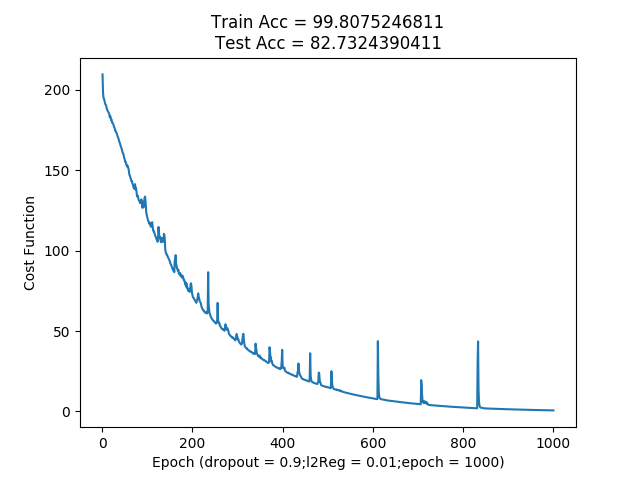 Train Acc = 99.8075246811
Test Acc = 82.7324390411
200
150
100
50
0
Cost Function
0 200 400 600 800 1000
Epoch (dropout = 0.9;l2Reg = 0.01;epoch = 1000)